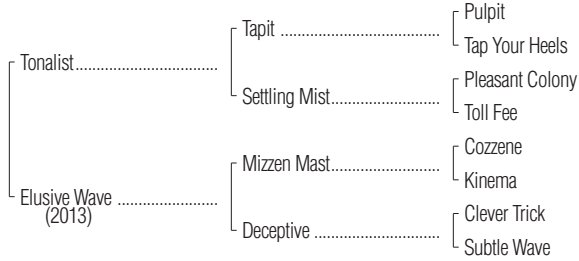 Pulpit
Tapit ................................
Tap Your Heels
Tonalist................................
Pleasant Colony
Settling Mist........................
Toll Fee
Cozzene
Mizzen Mast........................
Kinema
Elusive Wave ......................
(2013)
Clever Trick
Deceptive ............................
Subtle Wave